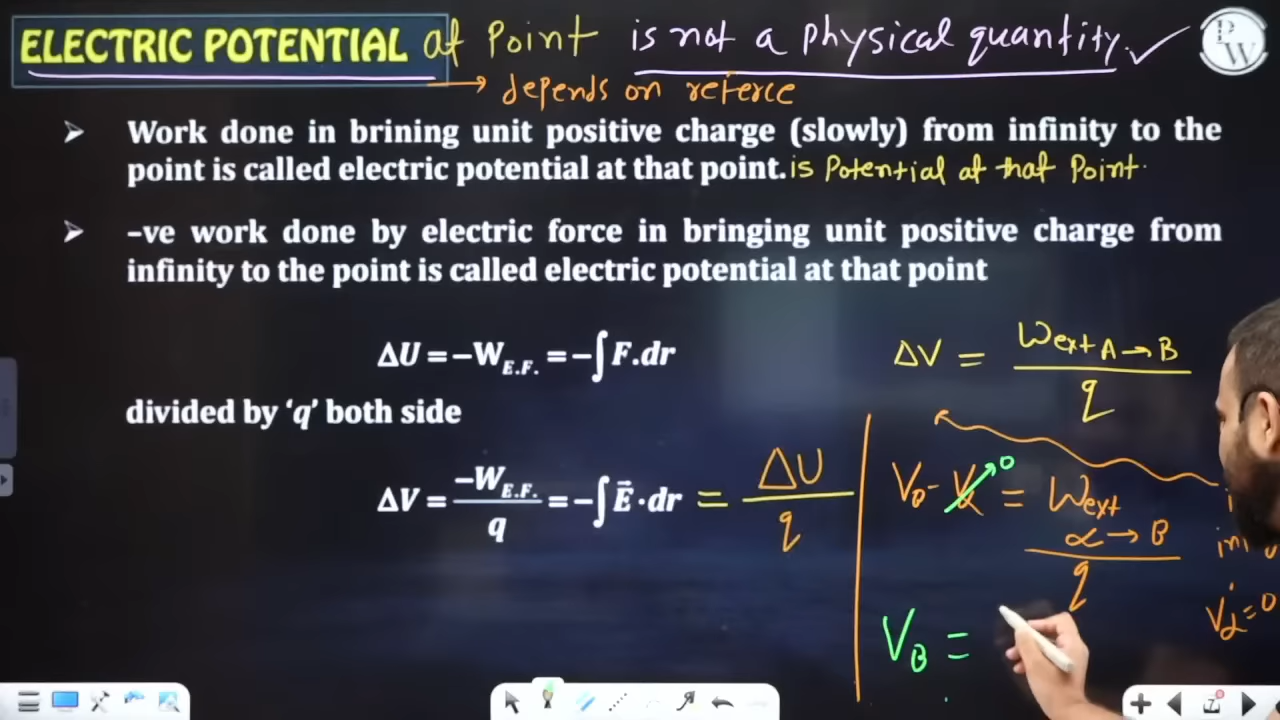 ELECTRIC POTENTIAL at Point is not a physical quantity. ✓
PW
→ depends on referce
➤ Work done in brining unit positive charge (slowly) from infinity to the
point is called electric potential at that point. is Potential at that Point.
➤ -ve work done by electric force in bringing unit positive charge from
infinity to the point is called electric potential at that point
ΔU = -W_E.F. = -∫F.dr
ΔV = W_ext A→B / q
divided by ‘q’ both side
ΔV = -W_E.F. / q = -∫E⃗·dr = ΔU / q
= W_ext ∝→B / q
V_∝=0
V_B =